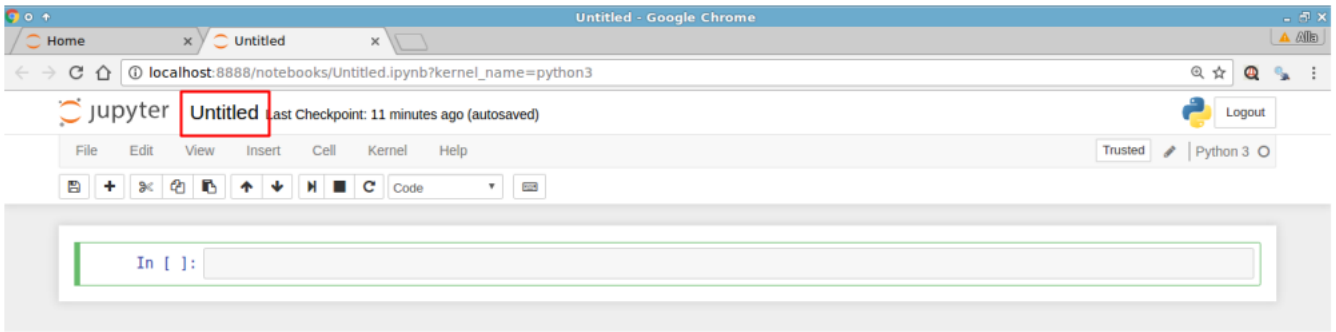 Untitled - Google Chrome
Home × Untitled × Alla
localhost:8888/notebooks/Untitled.ipynb?kernel_name=python3
jupyter Untitled Last Checkpoint: 11 minutes ago (autosaved) Logout
File Edit View Insert Cell Kernel Help Trusted Python 3
Code
In [ ]: